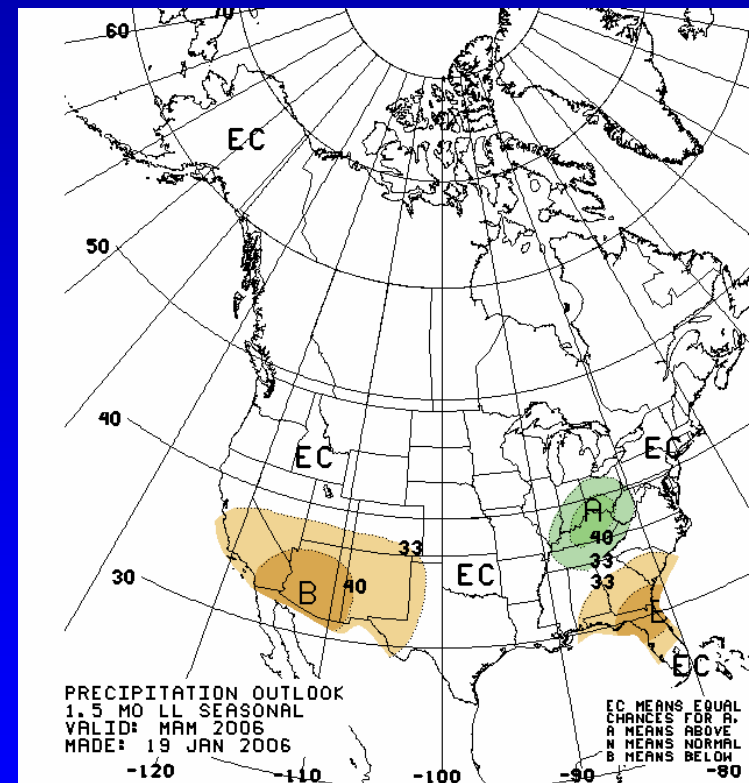 70
60
EC
50
40
EC
EC
A
40
33
33
33
EC
30
B
40
EC
PRECIPITATION OUTLOOK
1.5 MO LL SEASONAL
VALID: MAM 2006
MADE: 19 JAN 2006
EC MEANS EQUAL
CHANCES FOR A,
A MEANS ABOVE
N MEANS NORMAL
B MEANS BELOW
-120
-110
-100
-90
-80